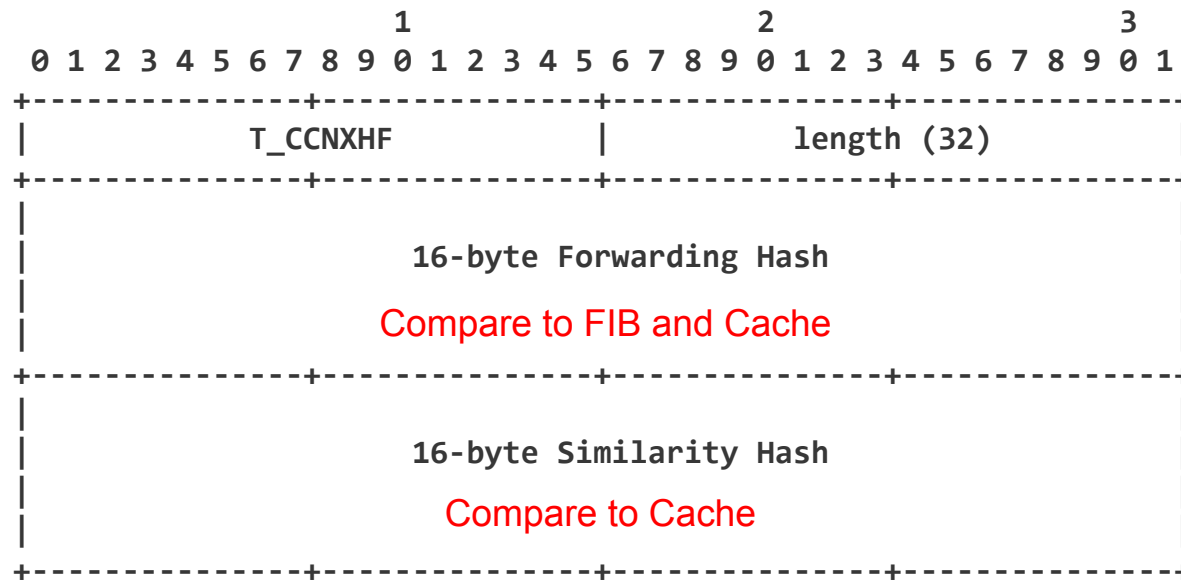 1                   2                   3
 0 1 2 3 4 5 6 7 8 9 0 1 2 3 4 5 6 7 8 9 0 1 2 3 4 5 6 7 8 9 0 1
+---------------+---------------+---------------+---------------
|            T_CCNXHF           |          length (32)          |
+---------------+---------------+---------------+---------------
|                                                               |
|                    16-byte Forwarding Hash                    |
|                   Compare to FIB and Cache                    |
|                                                               |
+---------------+---------------+---------------+---------------
|                                                               |
|                    16-byte Similarity Hash                    |
|                       Compare to Cache                        |
|                                                               |
+---------------+---------------+---------------+---------------